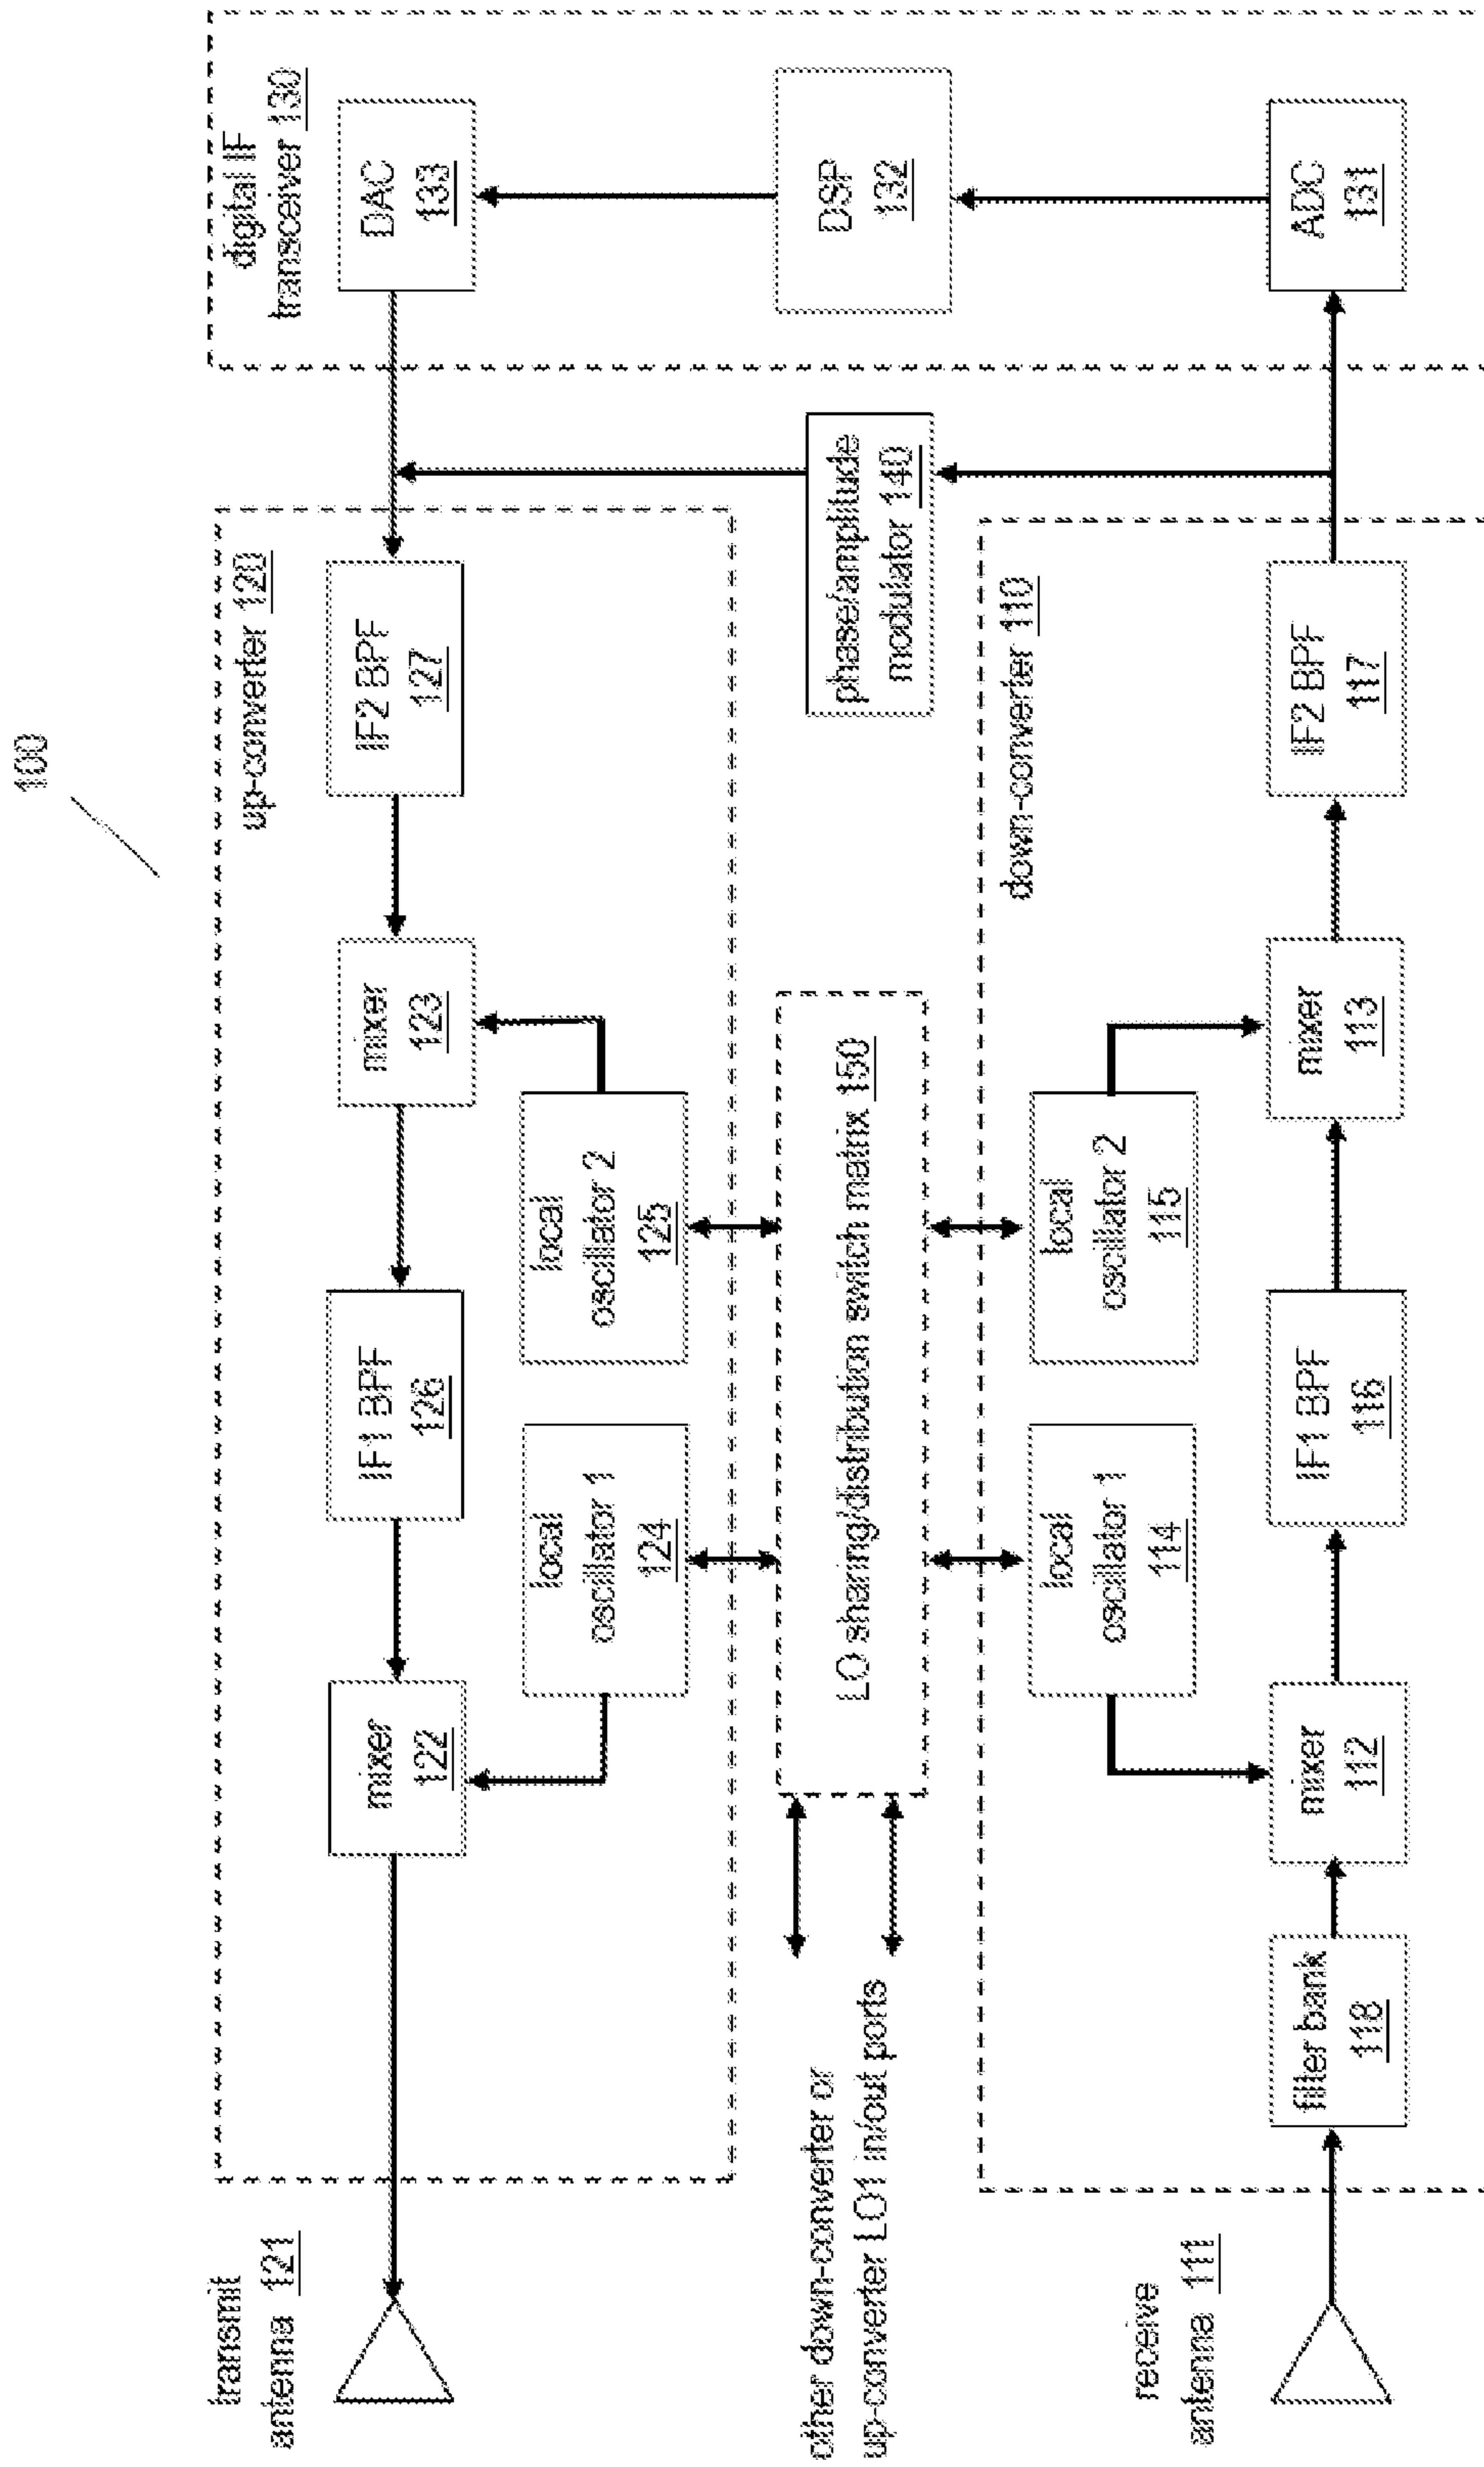 100
up-converter 120
digital IF
transceiver 130
transmit
antenna 121
mixer
122
IF1 BPF
126
mixer
123
IF2 BPF
127
DAC
133
local
oscillator 1
124
local
oscillator 2
125
other down-converter or
up-converter LO1 in/out ports
LO sharing/distribution switch matrix 150
phase/amplitude
modulator 140
DSP
132
down-converter 110
local
oscillator 1
114
local
oscillator 2
115
receive
antenna 111
filter bank
118
mixer
112
IF1 BPF
116
mixer
113
IF2 BPF
117
ADC
131